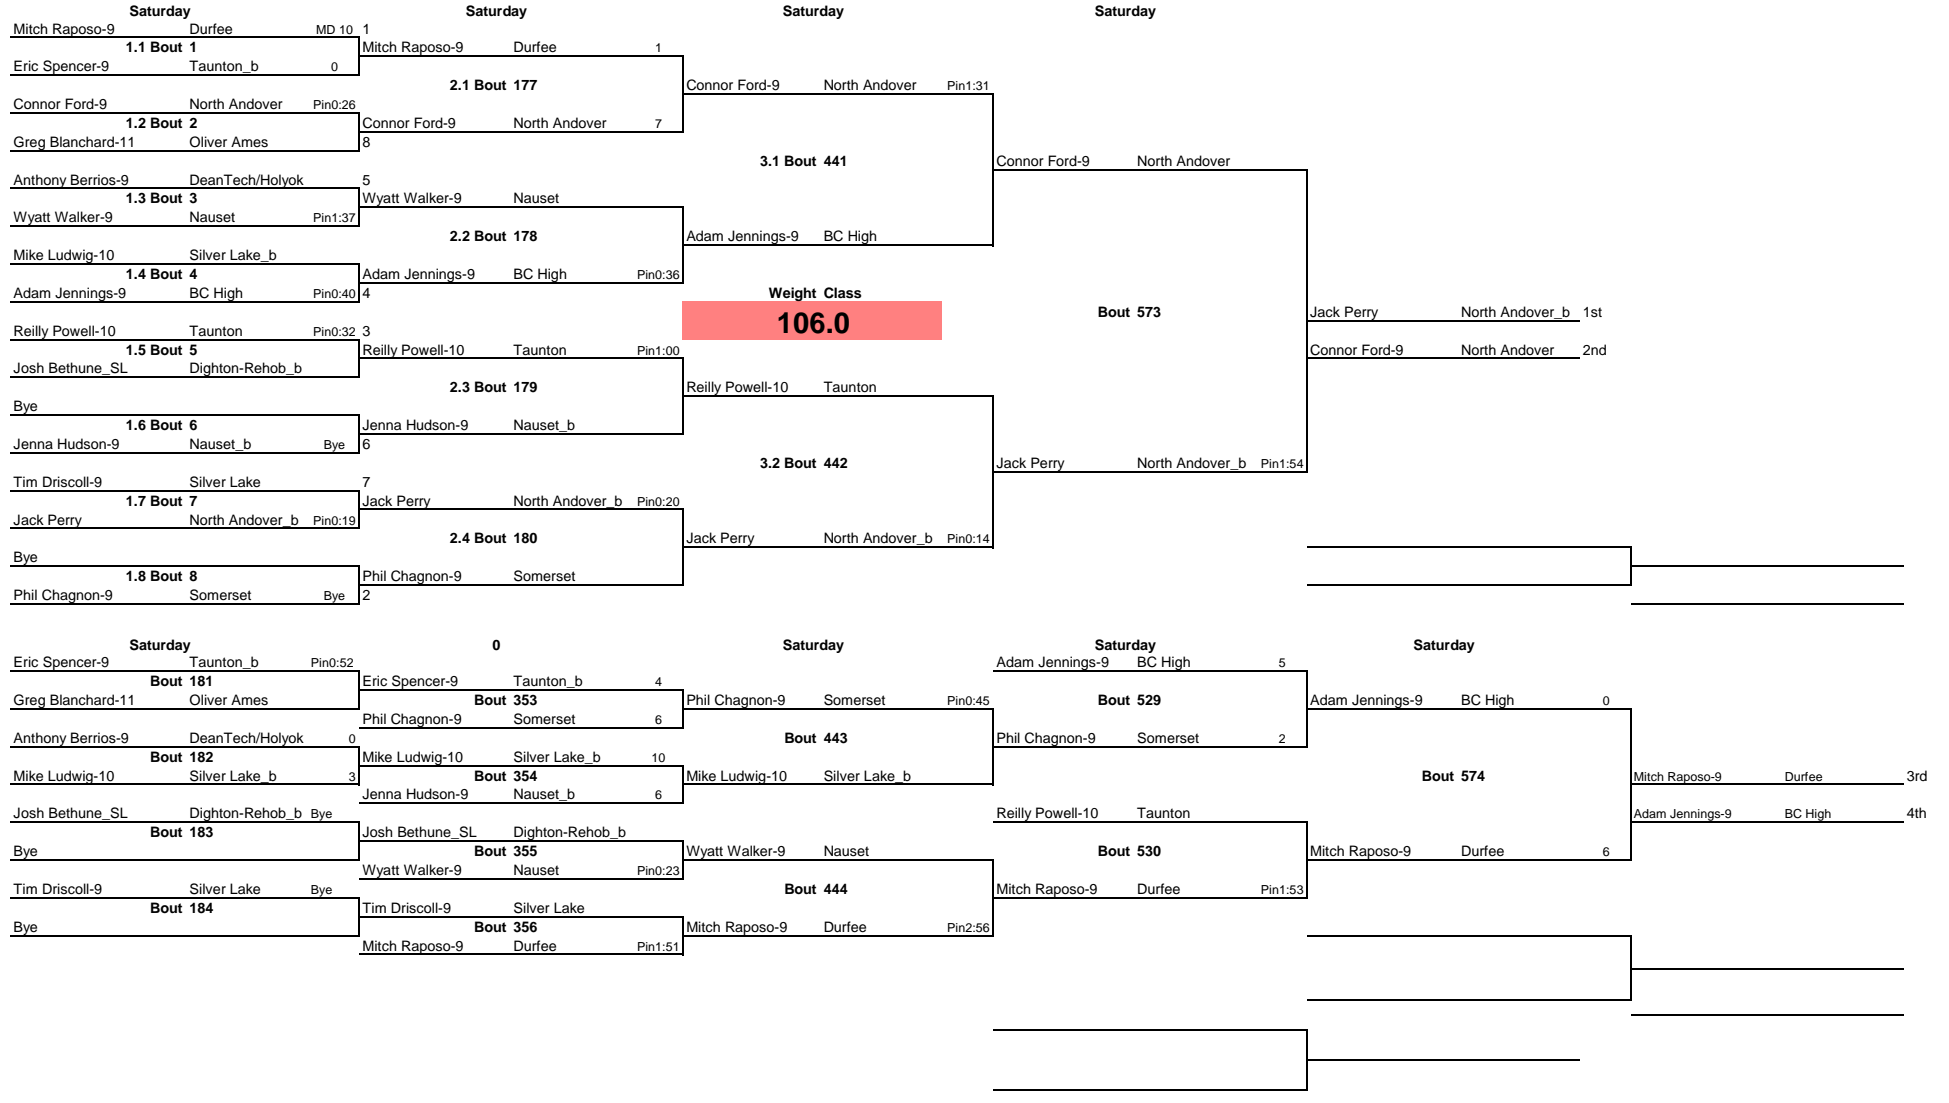 Saturday Saturday Saturday Saturday
Mitch Raposo-9 Durfee MD 10 1
1.1 Bout 1 Mitch Raposo-9 Durfee 1
Eric Spencer-9 Taunton_b 0
2.1 Bout 177 Connor Ford-9 North Andover Pin1:31
Connor Ford-9 North Andover Pin0:26
1.2 Bout 2 Connor Ford-9 North Andover 7
Greg Blanchard-11 Oliver Ames 8
3.1 Bout 441 Connor Ford-9 North Andover
Anthony Berrios-9 DeanTech/Holyok 5
1.3 Bout 3 Wyatt Walker-9 Nauset
Wyatt Walker-9 Nauset Pin1:37
2.2 Bout 178 Adam Jennings-9 BC High
Mike Ludwig-10 Silver Lake_b
1.4 Bout 4 Adam Jennings-9 BC High Pin0:36
Adam Jennings-9 BC High Pin0:40 4 Weight Class
106.0 Bout 573 Jack Perry North Andover_b 1st
Reilly Powell-10 Taunton Pin0:32 3
1.5 Bout 5 Reilly Powell-10 Taunton Pin1:00 Connor Ford-9 North Andover 2nd
Josh Bethune_SL Dighton-Rehob_b
2.3 Bout 179 Reilly Powell-10 Taunton
Bye
1.6 Bout 6 Jenna Hudson-9 Nauset_b
Jenna Hudson-9 Nauset_b Bye 6
3.2 Bout 442 Jack Perry North Andover_b Pin1:54
Tim Driscoll-9 Silver Lake 7
1.7 Bout 7 Jack Perry North Andover_b Pin0:20
Jack Perry North Andover_b Pin0:19
2.4 Bout 180 Jack Perry North Andover_b Pin0:14
Bye
1.8 Bout 8 Phil Chagnon-9 Somerset
Phil Chagnon-9 Somerset Bye 2
Saturday 0 Saturday Saturday Saturday
Eric Spencer-9 Taunton_b Pin0:52 Adam Jennings-9 BC High 5
Bout 181 Eric Spencer-9 Taunton_b 4
Greg Blanchard-11 Oliver Ames Bout 353 Phil Chagnon-9 Somerset Pin0:45 Bout 529 Adam Jennings-9 BC High 0
Phil Chagnon-9 Somerset 6
Anthony Berrios-9 DeanTech/Holyok 0 Bout 443 Phil Chagnon-9 Somerset 2
Bout 182 Mike Ludwig-10 Silver Lake_b 10
Mike Ludwig-10 Silver Lake_b 3 Bout 354 Mike Ludwig-10 Silver Lake_b Bout 574 Mitch Raposo-9 Durfee 3rd
Jenna Hudson-9 Nauset_b 6
Josh Bethune_SL Dighton-Rehob_b Bye Reilly Powell-10 Taunton Adam Jennings-9 BC High 4th
Bout 183 Josh Bethune_SL Dighton-Rehob_b
Bye Bout 355 Wyatt Walker-9 Nauset Bout 530 Mitch Raposo-9 Durfee 6
Wyatt Walker-9 Nauset Pin0:23
Tim Driscoll-9 Silver Lake Bye Bout 444 Mitch Raposo-9 Durfee Pin1:53
Bout 184 Tim Driscoll-9 Silver Lake
Bye Bout 356 Mitch Raposo-9 Durfee Pin2:56
Mitch Raposo-9 Durfee Pin1:51